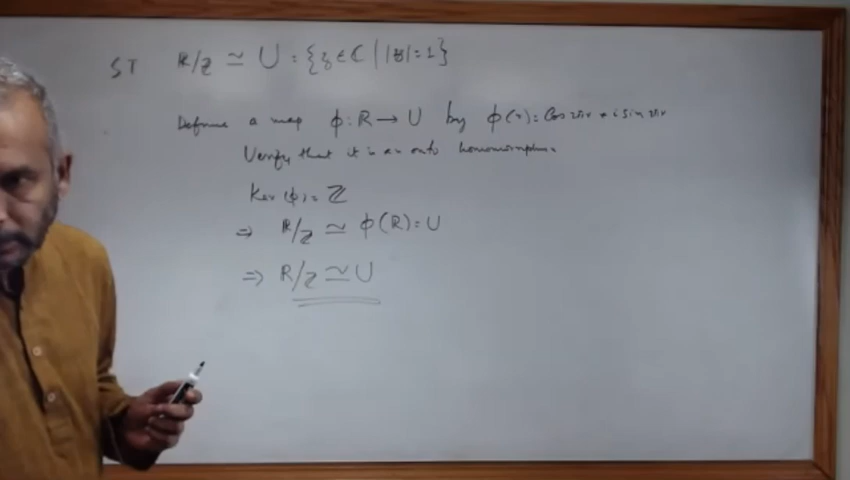 ST R/Z ≃ U = {z ∈ C | |z| = 1}
Define a map ϕ: R → U by ϕ(r) = Cos 2πr + i Sin 2πr
Verify that it is an onto homomorphism.
Ker(ϕ) = Z
⇒ R/Z ≃ ϕ(R) = U
⇒ R/Z ≃ U